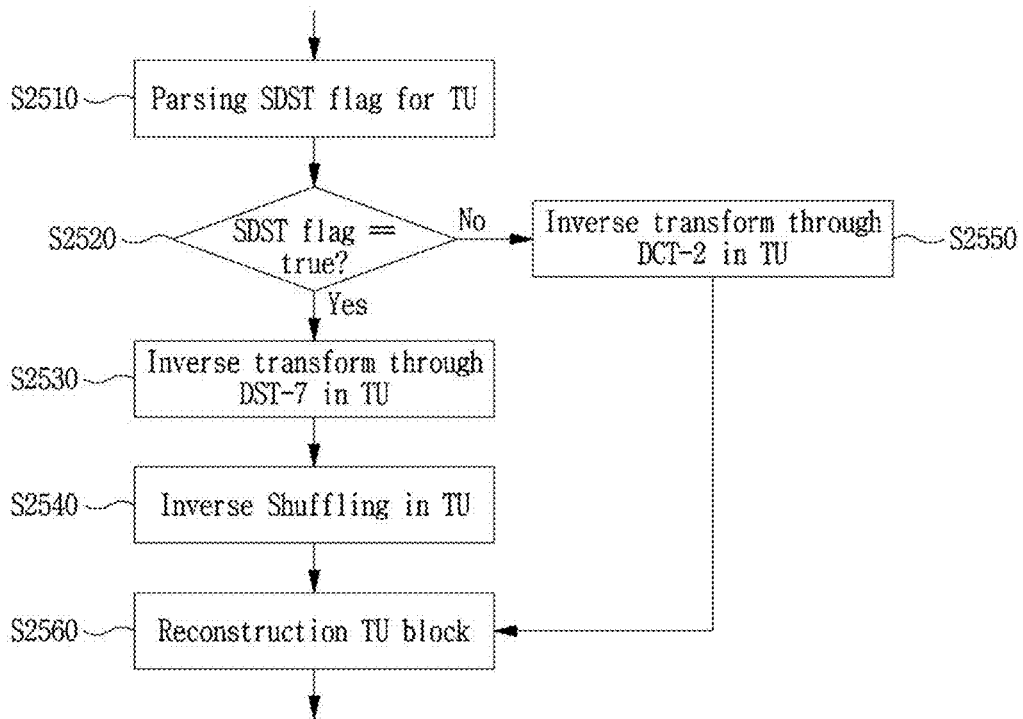 S2510
Parsing SDST flag for TU
S2520
SDST flag ==
true?
No
Yes
Inverse transform through
DCT-2 in TU
S2550
S2530
Inverse transform through
DST-7 in TU
S2540
Inverse Shuffling in TU
S2560
Reconstruction TU block